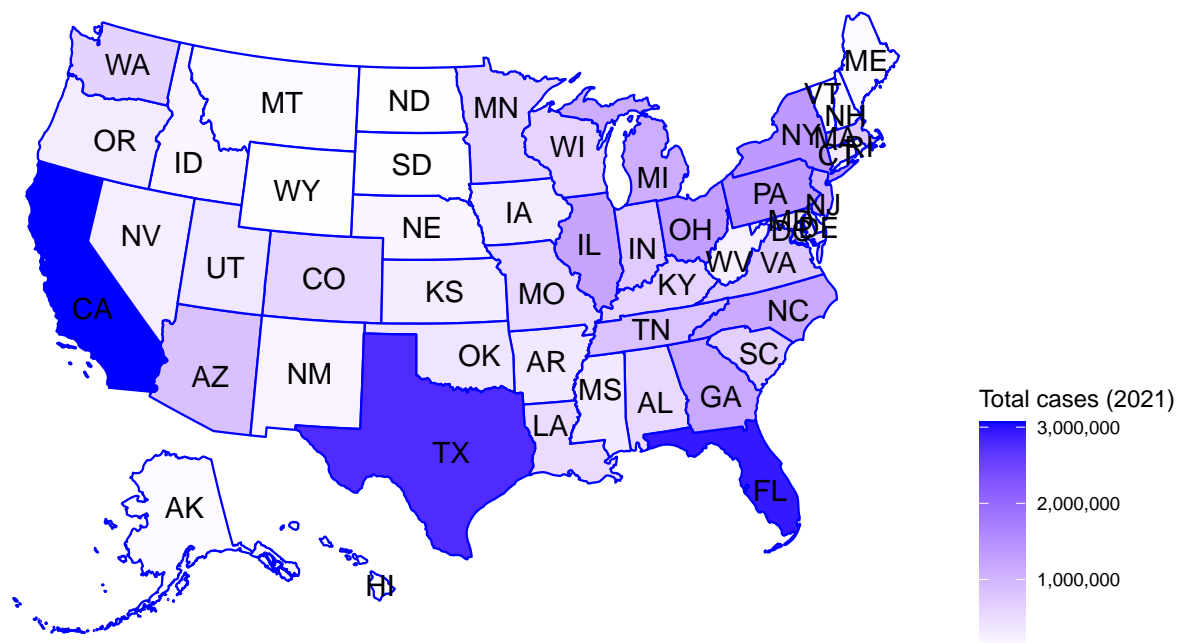 ME
WA
VT
MT
ND
MN
NH
OR
NY
MA
WI
CT
RI
ID
SD
MI
WY
PA
NJ
IA
MD
NE
OH
DE
DC
NV
IL
IN
WV
VA
UT
CO
KY
KS
MO
CA
NC
TN
SC
OK
AR
AZ
NM
MS
GA
AL
LA
Total cases (2021)
3,000,000
TX
FL
2,000,000
AK
1,000,000
HI